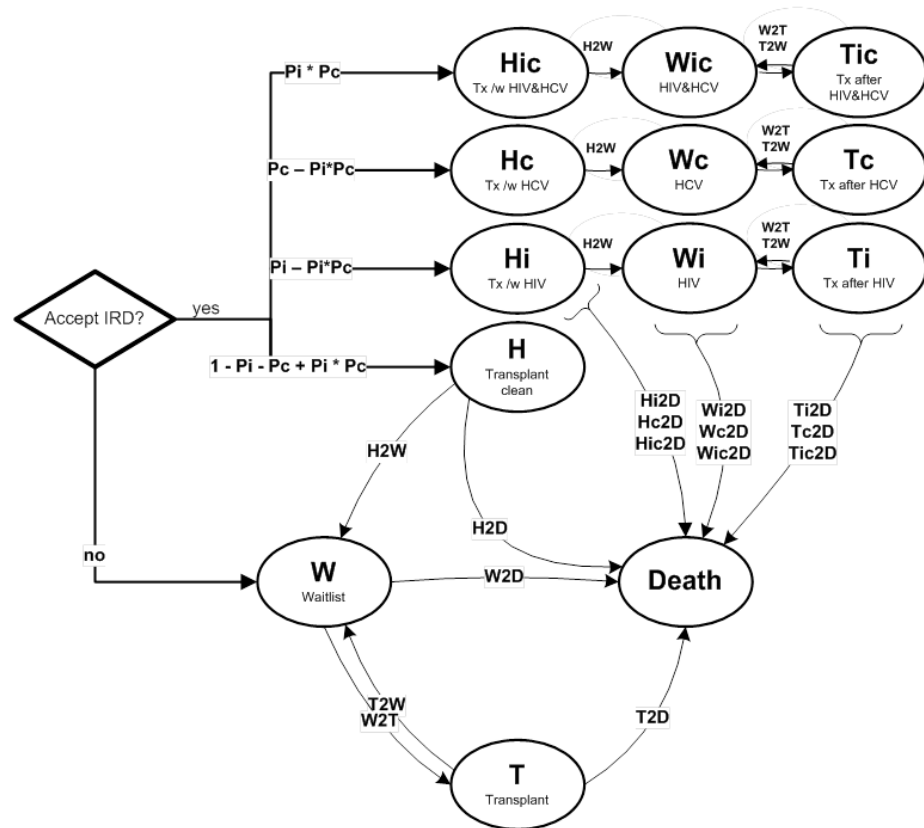 Pi * Pc
Hic
Tx /w HIV&HCV
H2W
Wic
HIV&HCV
W2T
T2W
Tic
Tx after
HIV&HCV
Pc – Pi*Pc
Hc
Tx /w HCV
H2W
Wc
HCV
W2T
T2W
Tc
Tx after HCV
Pi – Pi*Pc
Hi
Tx /w HIV
H2W
Wi
HIV
W2T
T2W
Ti
Tx after HIV
Accept IRD?
yes
1 - Pi - Pc + Pi * Pc
H
Transplant
clean
Hi2D
Hc2D
Hic2D
Wi2D
Wc2D
Wic2D
Ti2D
Tc2D
Tic2D
H2W
H2D
no
W
Waitlist
W2D
Death
T2W
W2T
T2D
T
Transplant